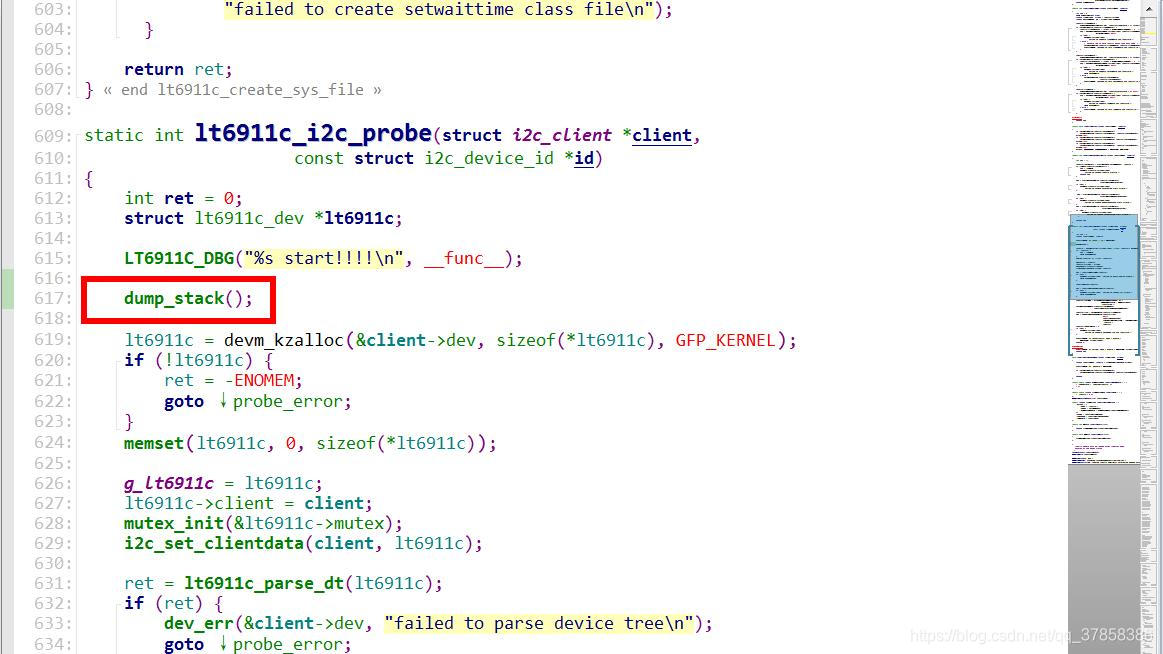 603: "failed to create setwaittime class file\n");
604: }
605:
606: return ret;
607: } « end lt6911c_create_sys_file »
608:
609: static int lt6911c_i2c_probe(struct i2c_client *client,
610: const struct i2c_device_id *id)
611: {
612: int ret = 0;
613: struct lt6911c_dev *lt6911c;
614:
615: LT6911C_DBG("%s start!!!!\n", __func__);
616:
617: dump_stack();
618:
619: lt6911c = devm_kzalloc(&client->dev, sizeof(*lt6911c), GFP_KERNEL);
620: if (!lt6911c) {
621: ret = -ENOMEM;
622: goto ↓probe_error;
623: }
624: memset(lt6911c, 0, sizeof(*lt6911c));
625:
626: g_lt6911c = lt6911c;
627: lt6911c->client = client;
628: mutex_init(&lt6911c->mutex);
629: i2c_set_clientdata(client, lt6911c);
630:
631: ret = lt6911c_parse_dt(lt6911c);
632: if (ret) {
633: dev_err(&client->dev, "failed to parse device tree\n");
634: goto ↓probe_error;